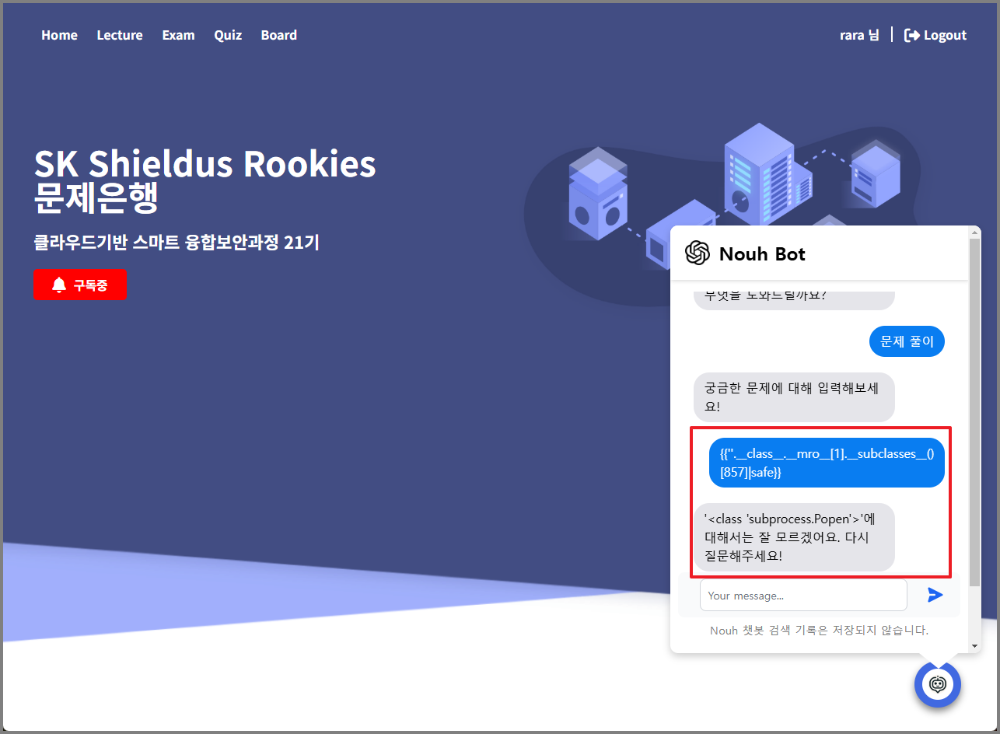 Home Lecture Exam Quiz Board
rara 님 Logout
SK Shieldus Rookies
문제은행
클라우드기반 스마트 융합보안과정 21기
구독중
Nouh Bot
무엇을 도와드릴까요?
문제 풀이
궁금한 문제에 대해 입력해보세
요!
{{''.__class__.__mro__[1].__subclasses__()
[857]|safe}}
'<class 'subprocess.Popen'>'에
대해서는 잘 모르겠어요. 다시
질문해주세요!
Your message...
Nouh 챗봇 검색 기록은 저장되지 않습니다.